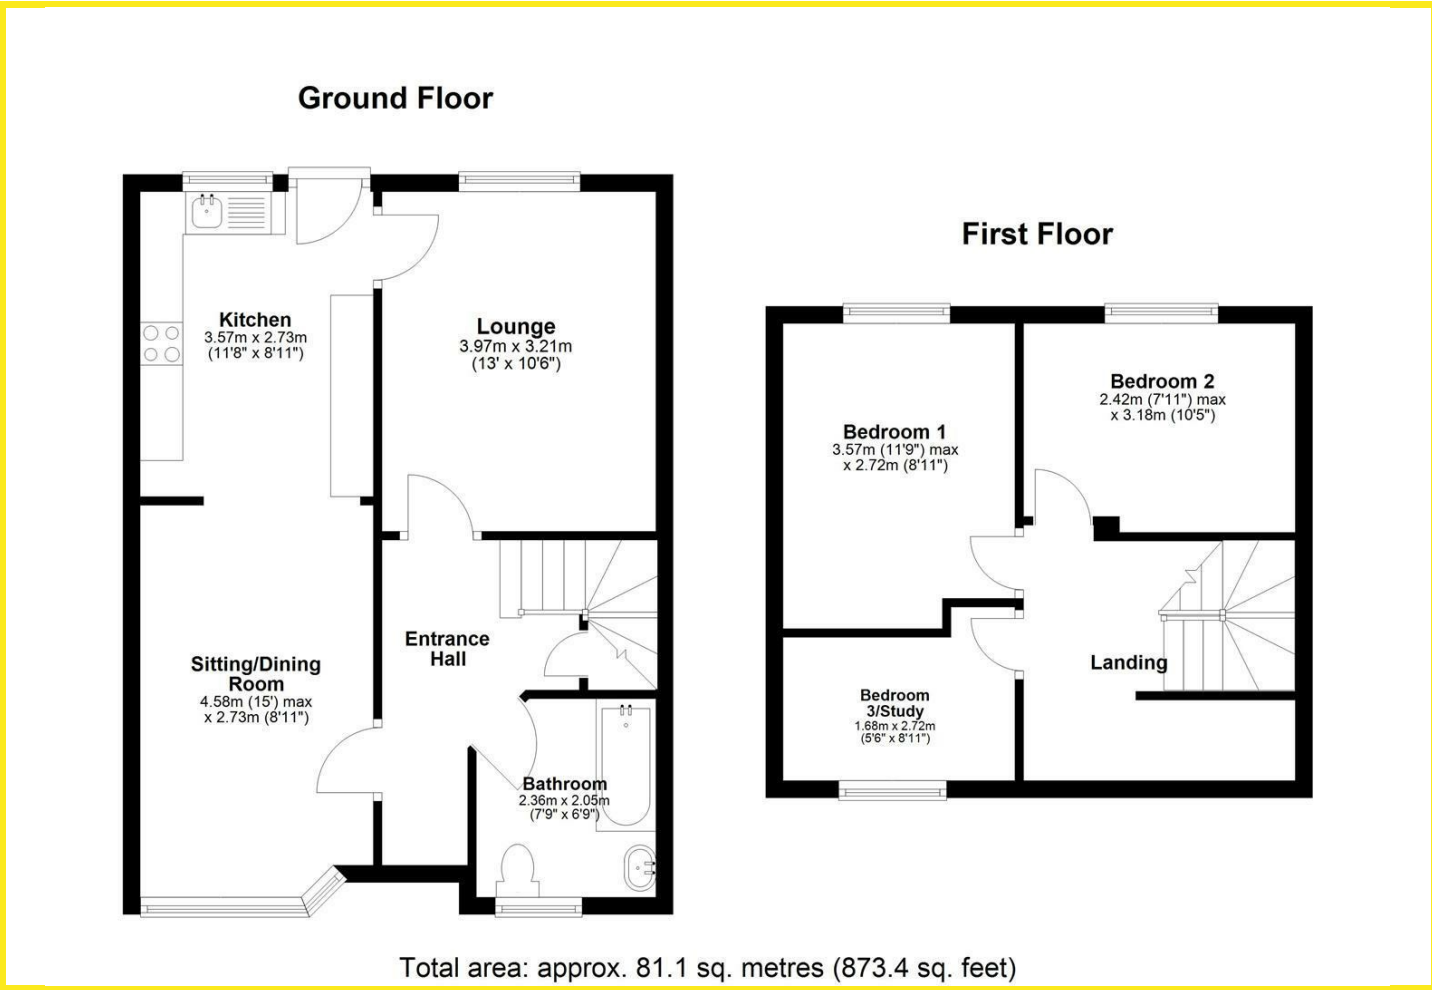 Ground Floor
First Floor
Kitchen
3.57m x 2.73m
(11'8" x 8'11")
Lounge
3.97m x 3.21m
(13' x 10'6")
Sitting/Dining
Room
4.58m (15') max
x 2.73m (8'11")
Entrance
Hall
Bathroom
2.36m x 2.05m
(7'9" x 6'9")
Bedroom 1
3.57m (11'9") max
x 2.72m (8'11")
Bedroom 2
2.42m (7'11") max
x 3.18m (10'5")
Bedroom
3/Study
1.68m x 2.72m
(5'6" x 8'11")
Landing
Total area: approx. 81.1 sq. metres (873.4 sq. feet)